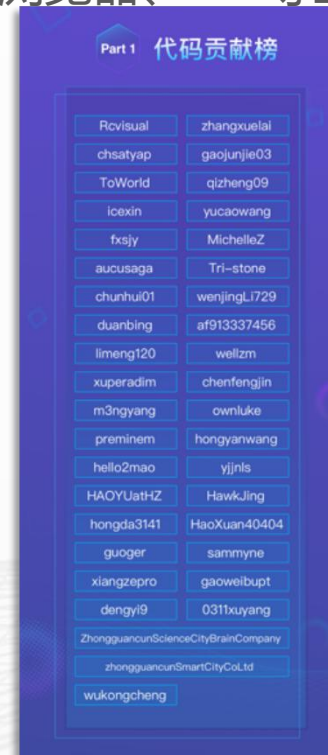 Part 1 代码贡献榜
Rcvisual zhangxuelai
chsatyap gaojunjie03
ToWorld qizheng09
icexin yucaowang
fxsjy MichelleZ
aucusaga Tri-stone
chunhui01 wenjingLi729
duanbing af913337456
limeng120 wellzm
xuperadim chenfengjin
m3ngyang ownluke
preminem hongyanwang
hello2mao yjjnls
HAOYUatHZ HawkJing
hongda3141 HaoXuan40404
guoger sammyne
xiangzepro gaoweibupt
dengyi9 0311xuyang
ZhongguancunScienceCityBrainCompany
zhongguancunSmartCityCoLtd
wukongcheng